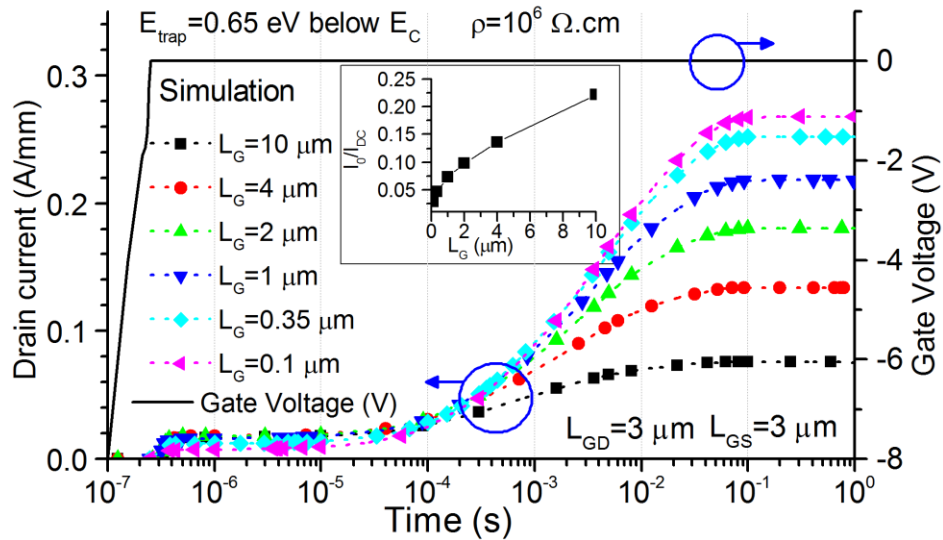 E_trap=0.65 eV below E_C ρ=10^6 Ω.cm
Simulation
L_G=10 μm
L_G=4 μm
L_G=2 μm
L_G=1 μm
L_G=0.35 μm
L_G=0.1 μm
Gate Voltage (V)
L_GD=3 μm L_GS=3 μm
Drain current (A/mm)
0.3
0.2
0.1
0.0
Gate Voltage (V)
2
0
-2
-4
-6
-8
10^-7 10^-6 10^-5 10^-4 10^-3 10^-2 10^-1 10^0
Time (s)
I_0/I_DC
0.25
0.20
0.15
0.10
0.05
0 2 4 6 8 10
L_G (μm)